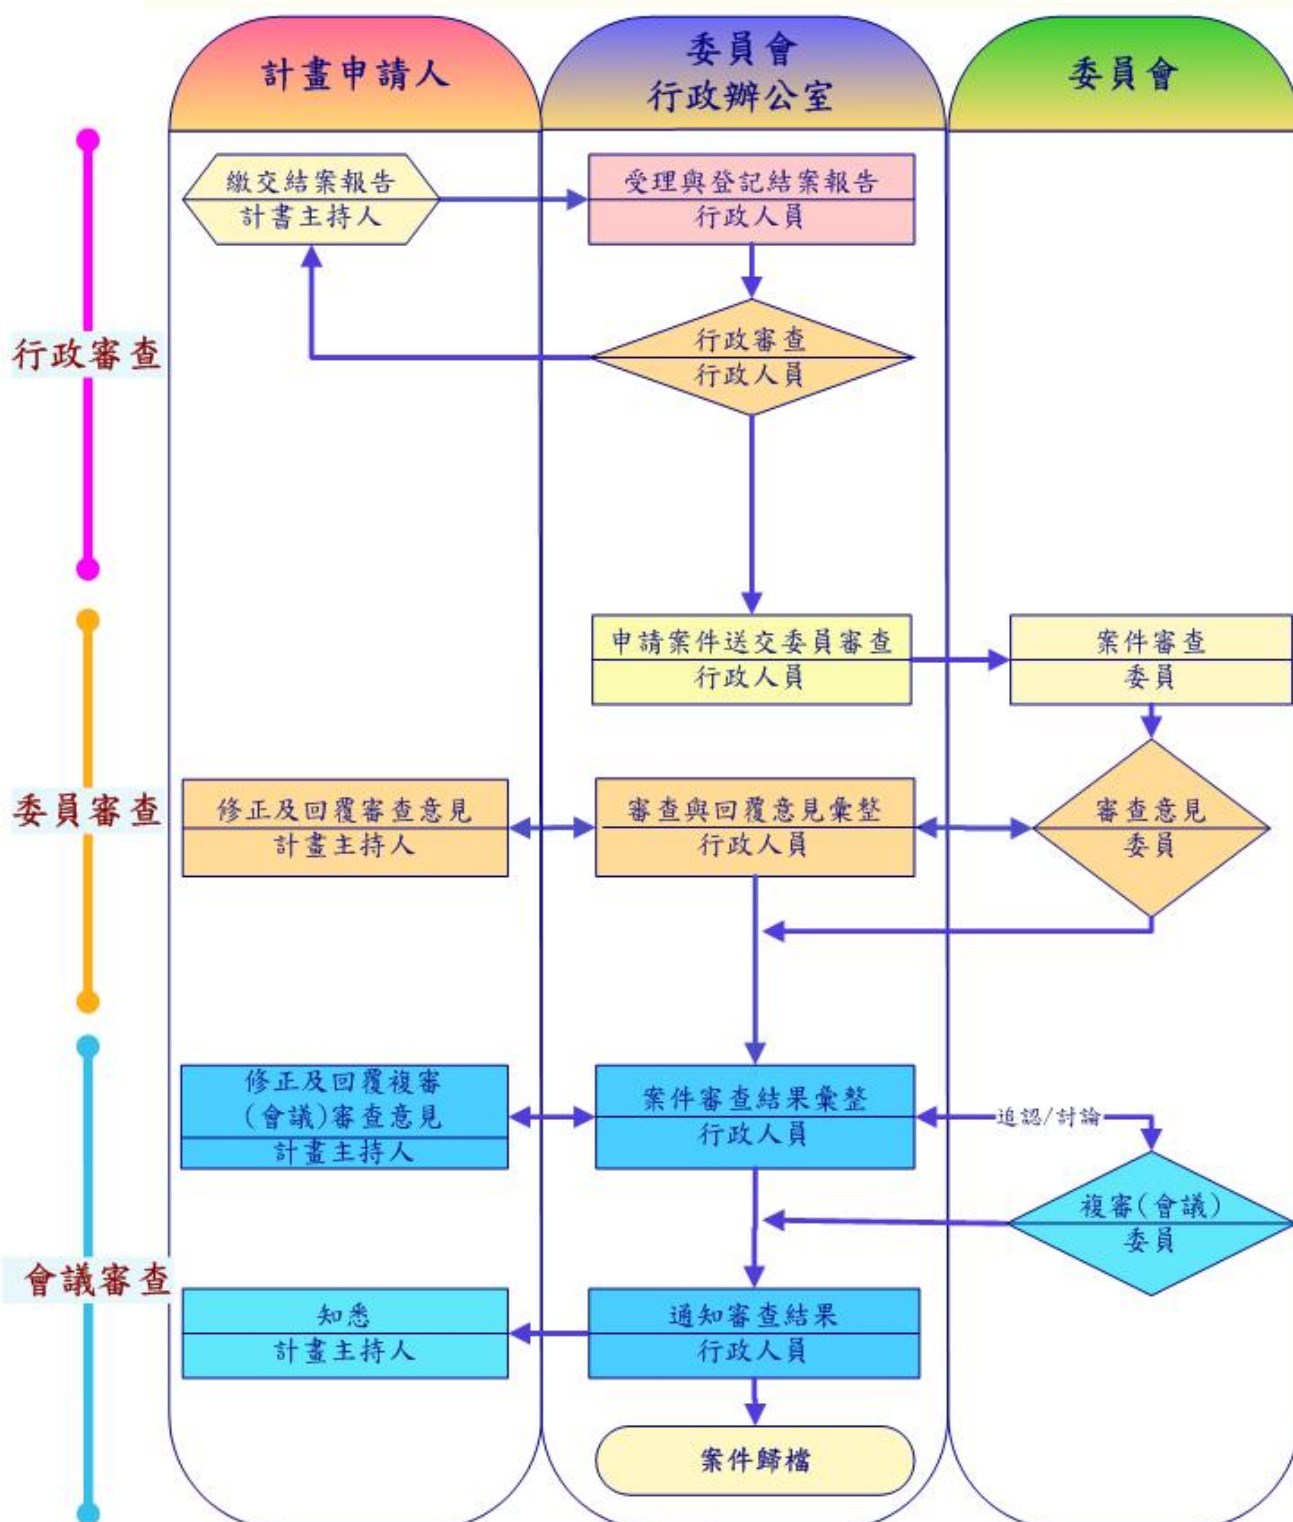 計畫申請人
委員會
行政辦公室
委員會
行政審查
繳交結案報告
計書主持人
受理與登記結案報告
行政人員
行政審查
行政人員
委員審查
申請案件送交委員審查
行政人員
案件審查
委員
修正及回覆審查意見
計畫主持人
審查與回覆意見彙整
行政人員
審查意見
委員
會議審查
修正及回覆複審
(會議)審查意見
計畫主持人
案件審查結果彙整
行政人員
追認/討論
複審(會議)
委員
知悉
計畫主持人
通知審查結果
行政人員
案件歸檔